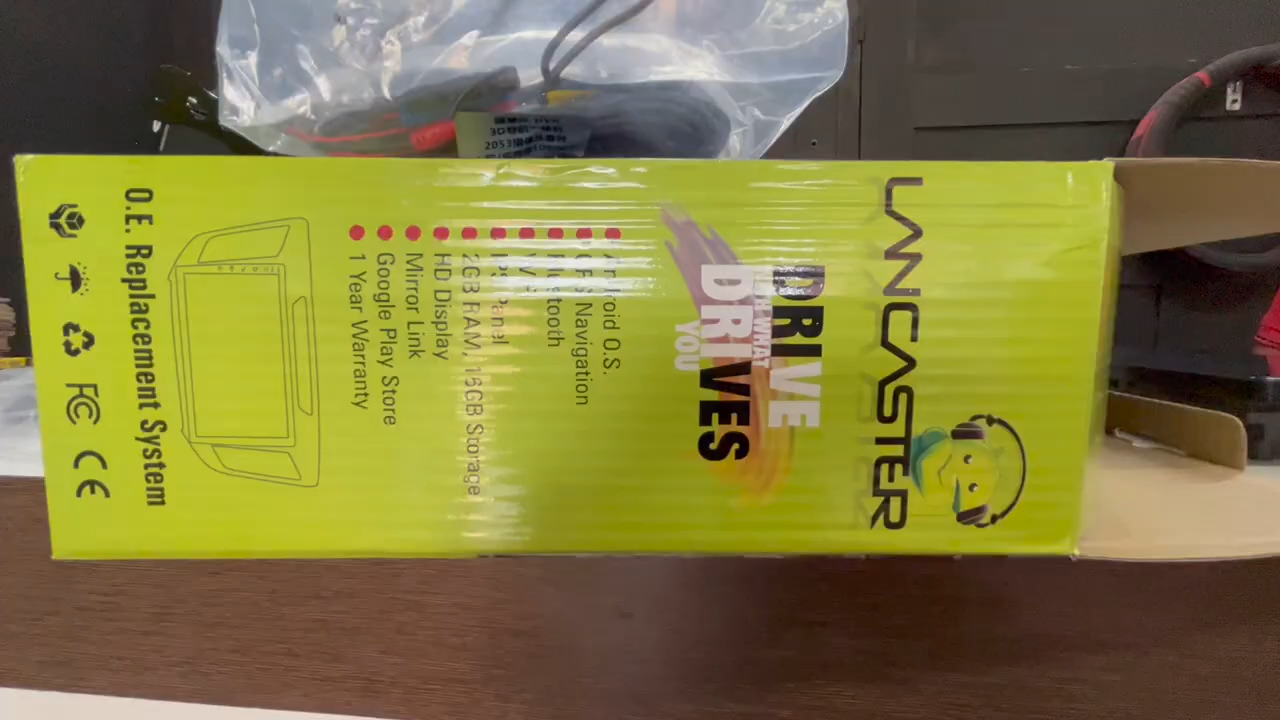 LANCASTER
DRIVE
WHAT
YOU
DRIVES
Android O.S.
GPS Navigation
Bluetooth
IPS Panel
2GB RAM, 16GB Storage
HD Display
Mirror Link
Google Play Store
1 Year Warranty
O.E. Replacement System
FC CE